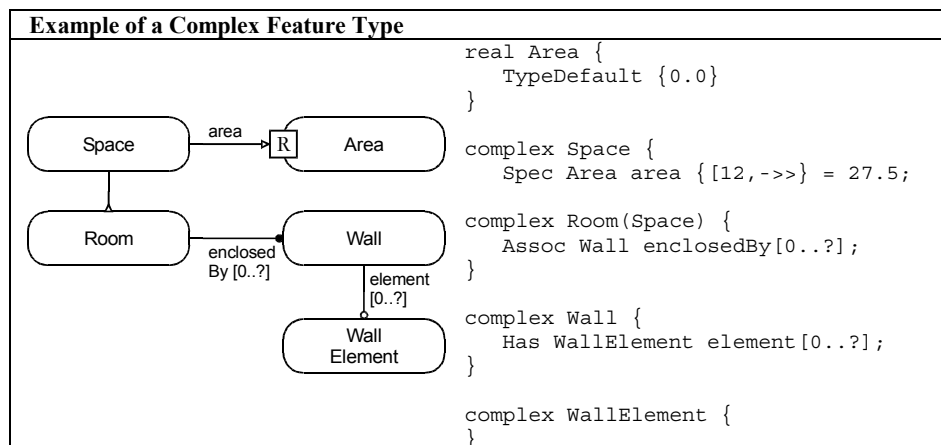 Example of a Complex Feature Type
Space
area
R
Area
Room
enclosed
By [0..?]
Wall
element
[0..?]
Wall
Element
real Area {
TypeDefault {0.0}
}
complex Space {
Spec Area area {[12,->>} = 27.5;
complex Room(Space) {
Assoc Wall enclosedBy[0..?];
}
complex Wall {
Has WallElement element[0..?];
}
complex WallElement {
}